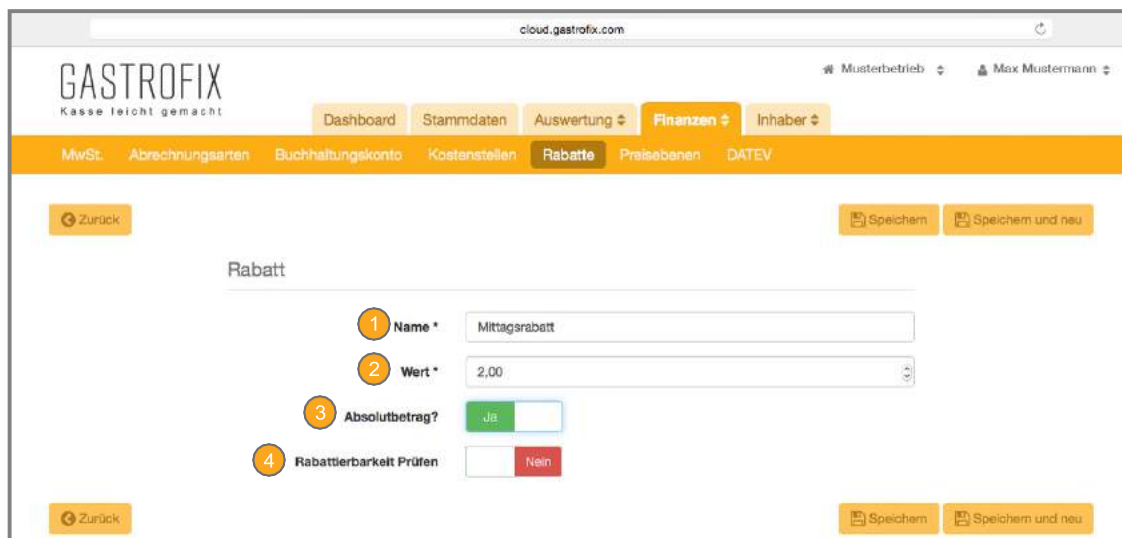 cloud.gastrofix.com
GASTROFIX
Kasse leicht gemacht
Musterbetrieb Max Mustermann
Dashboard Stammdaten Auswertung Finanzen Inhaber
MwSt. Abrechnungsarten Buchhaltungskonto Kostenstellen Rabatte Preisebenen DATEV
Zurück Speichern Speichern und neu
Rabatt
1 Name * Mittagsrabatt
2 Wert * 2,00
3 Absolutbetrag? Ja
4 Rabattierbarkeit Prüfen Nein
Zurück Speichern Speichern und neu